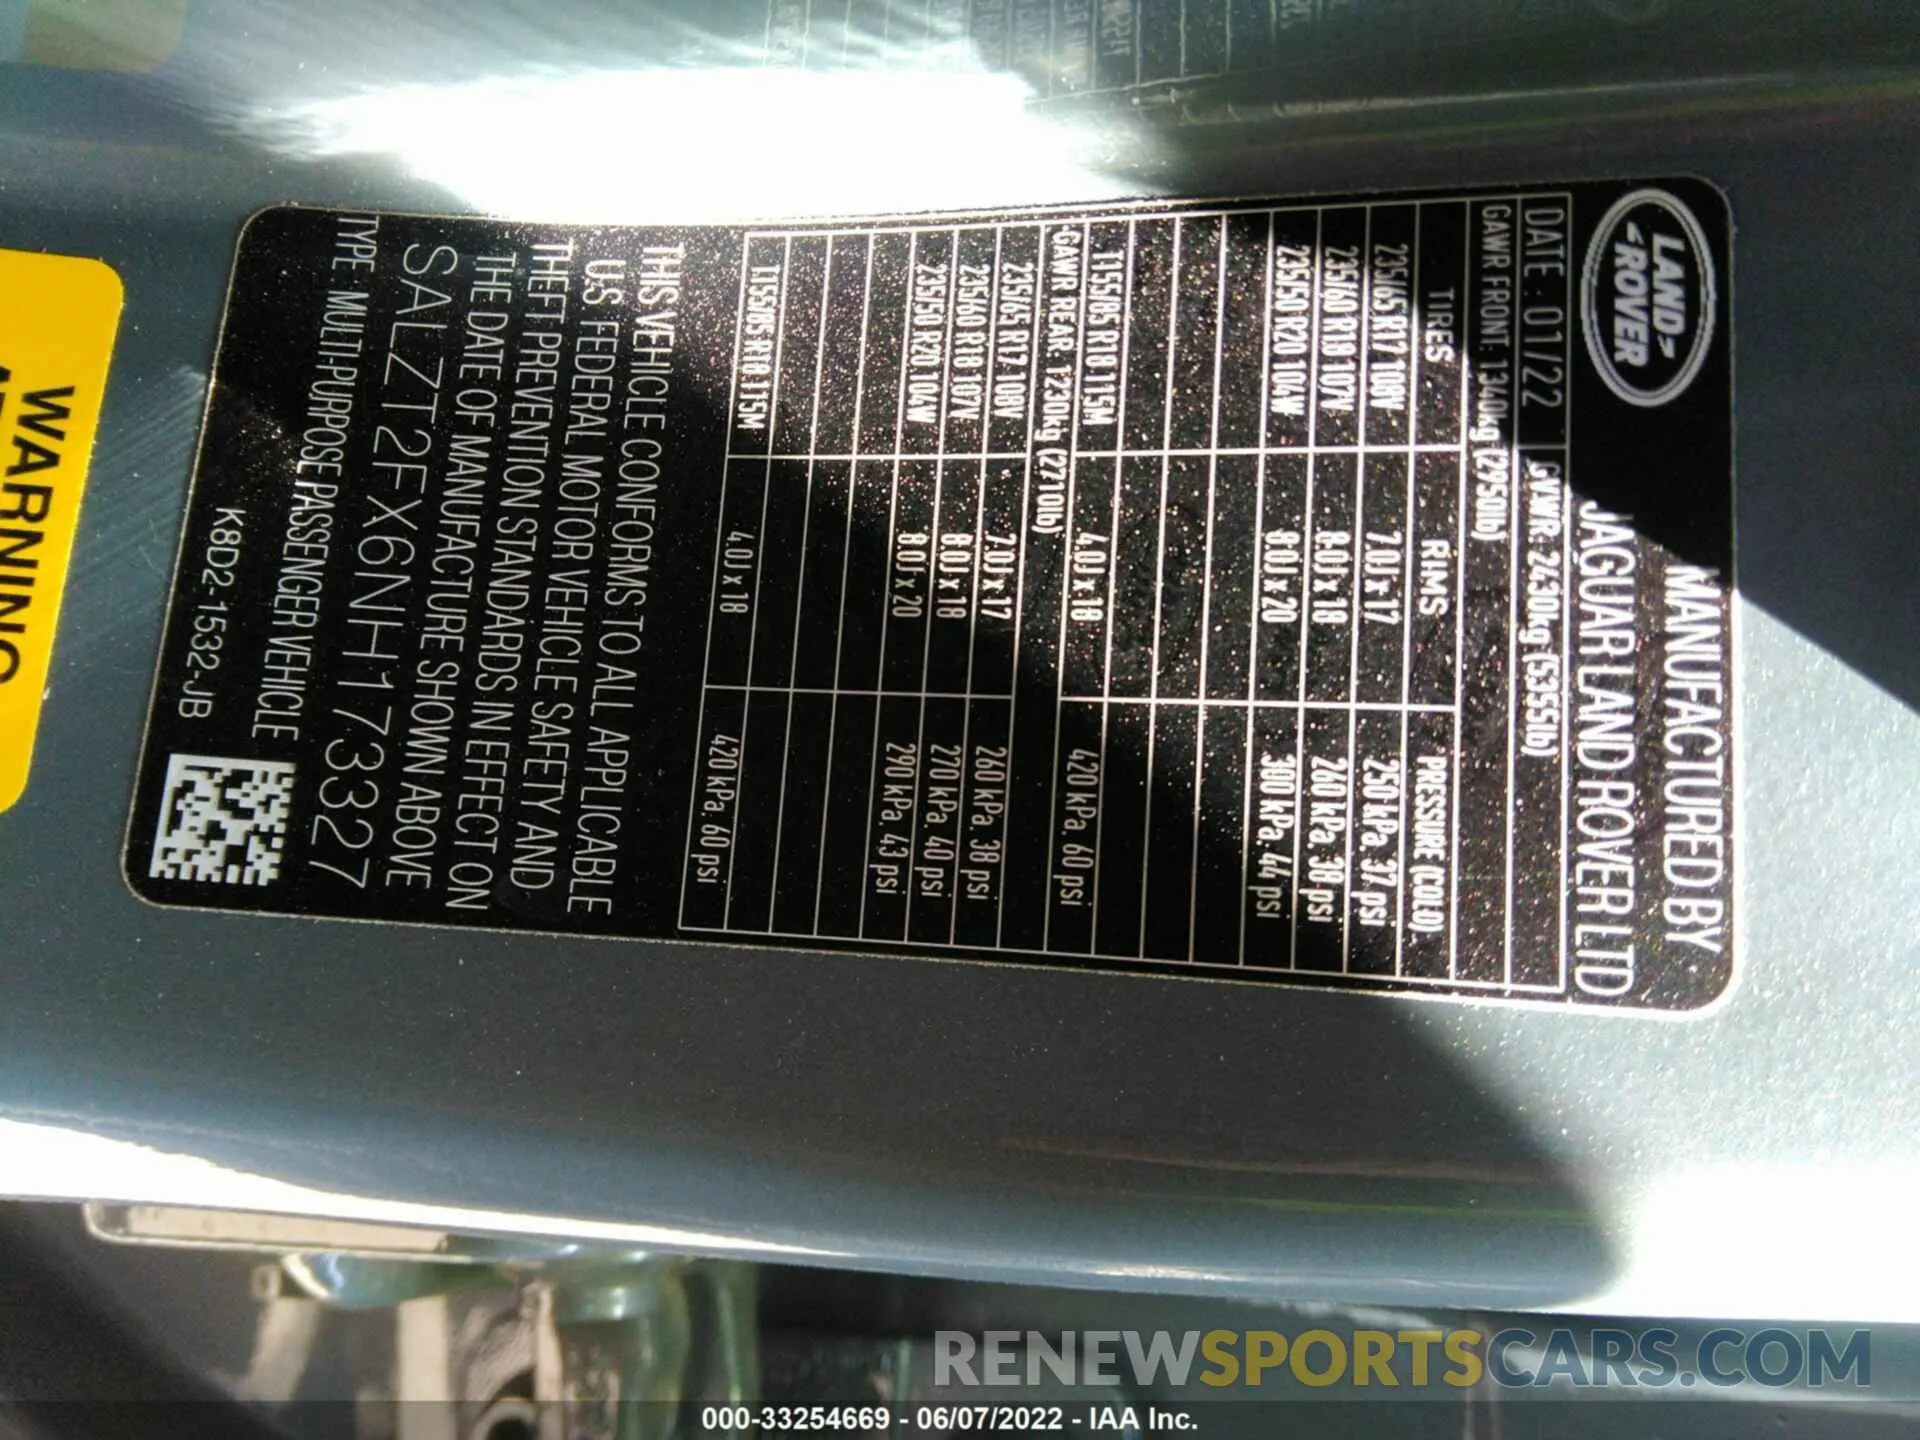 LAND
ROVER
MANUFACTURED BY
JAGUAR LAND ROVER LTD
DATE : 01/22 GVWR: 2430kg (5355lb)
GAWR FRONT: 1340kg (2950lb)
TIRES RIMS PRESSURE (COLD)
235/65 R17 108V 7.0J x 17 250 kPa. 37 psi
235/60 R18 107V 8.0J x 18 260 kPa. 38 psi
235/50 R20 104W 8.0J x 20 300 kPa. 44 psi
T155/85 R18 115M 4.0J x 18 420 kPa. 60 psi
GAWR REAR: 1230kg (2710lb)
235/65 R17 108V 7.0J x 17 260 kPa. 38 psi
235/60 R18 107V 8.0J x 18 270 kPa. 40 psi
235/50 R20 104W 8.0J x 20 290 kPa. 43 psi
T155/85 R18 115M 4.0J x 18 420 kPa. 60 psi
THIS VEHICLE CONFORMS TO ALL APPLICABLE
U.S. FEDERAL MOTOR VEHICLE SAFETY AND
THEFT PREVENTION STANDARDS IN EFFECT ON
THE DATE OF MANUFACTURE SHOWN ABOVE
SALZT2FX6NH173327
TYPE MULTI-PURPOSE PASSENGER VEHICLE
K8D2-1532-JB
WARNING
RENEWSPORTSCARS.COM
000-33254669 - 06/07/2022 - IAA Inc.